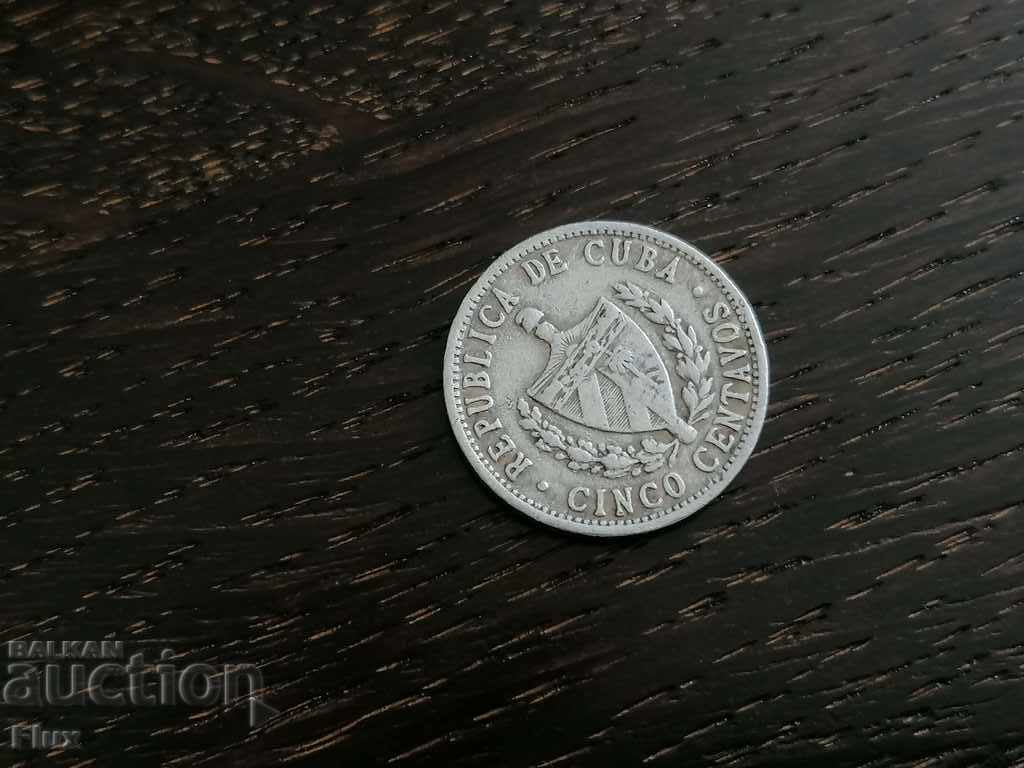 REPUBLICA DE CUBA
CINCO CENTAVOS
BALKAN
auction
Flux